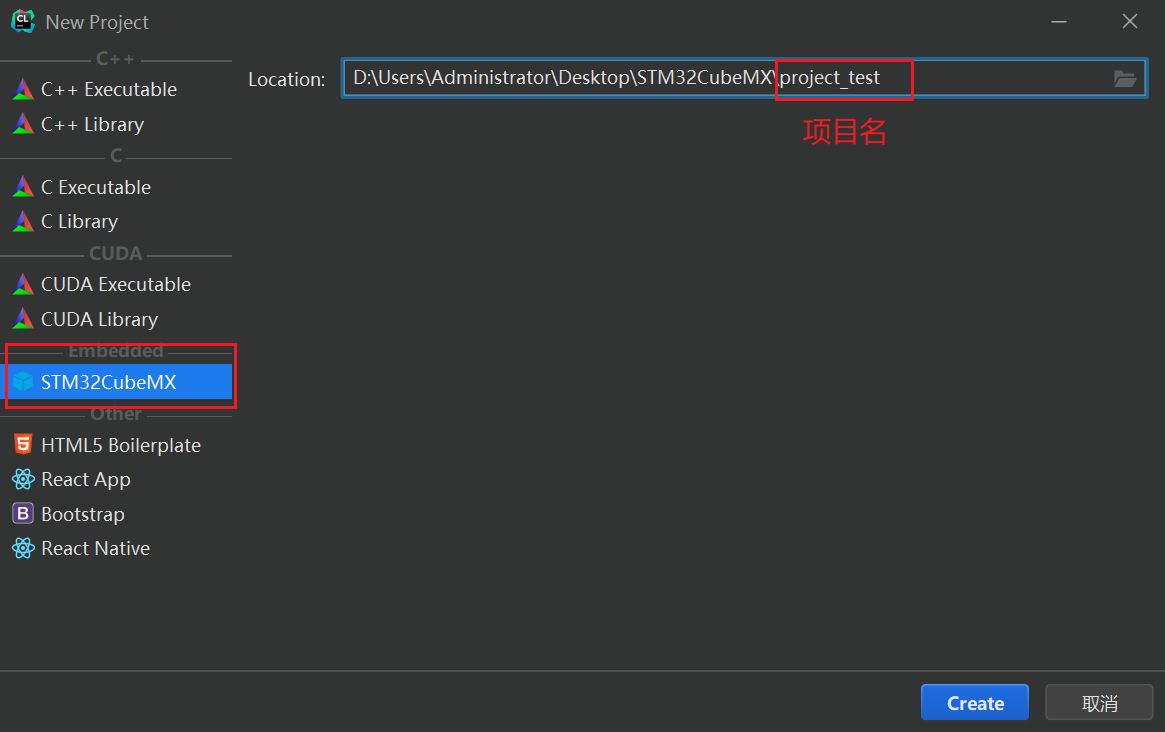 New Project
C++
C++ Executable
C++ Library
C
C Executable
C Library
CUDA
CUDA Executable
CUDA Library
Embedded
STM32CubeMX
Other
HTML5 Boilerplate
React App
Bootstrap
React Native
Location: D:\Users\Administrator\Desktop\STM32CubeMX\project_test
项目名
Create
取消